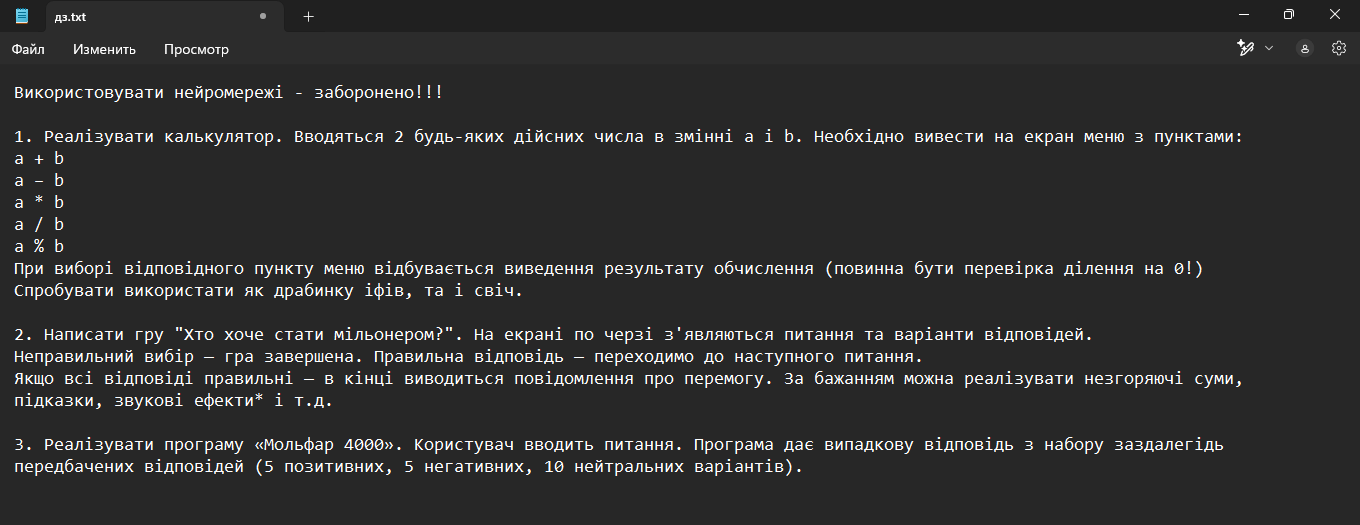 дз.txt
Файл Изменить Просмотр
Використовувати нейромережі - заборонено!!!
1. Реалізувати калькулятор. Вводяться 2 будь-яких дійсних числа в змінні a і b. Необхідно вивести на екран меню з пунктами:
a + b
a – b
a * b
a / b
a % b
При виборі відповідного пункту меню відбувається виведення результату обчислення (повинна бути перевірка ділення на 0!)
Спробувати використати як драбинку іфів, та і свіч.
2. Написати гру "Хто хоче стати мільонером?". На екрані по черзі з'являються питання та варіанти відповідей.
Неправильний вибір – гра завершена. Правильна відповідь – переходимо до наступного питання.
Якщо всі відповіді правильні – в кінці виводиться повідомлення про перемогу. За бажанням можна реалізувати незгоряючі суми,
підказки, звукові ефекти* і т.д.
3. Реалізувати програму «Мольфар 4000». Користувач вводить питання. Програма дає випадкову відповідь з набору заздалегідь
передбачених відповідей (5 позитивних, 5 негативних, 10 нейтральних варіантів).